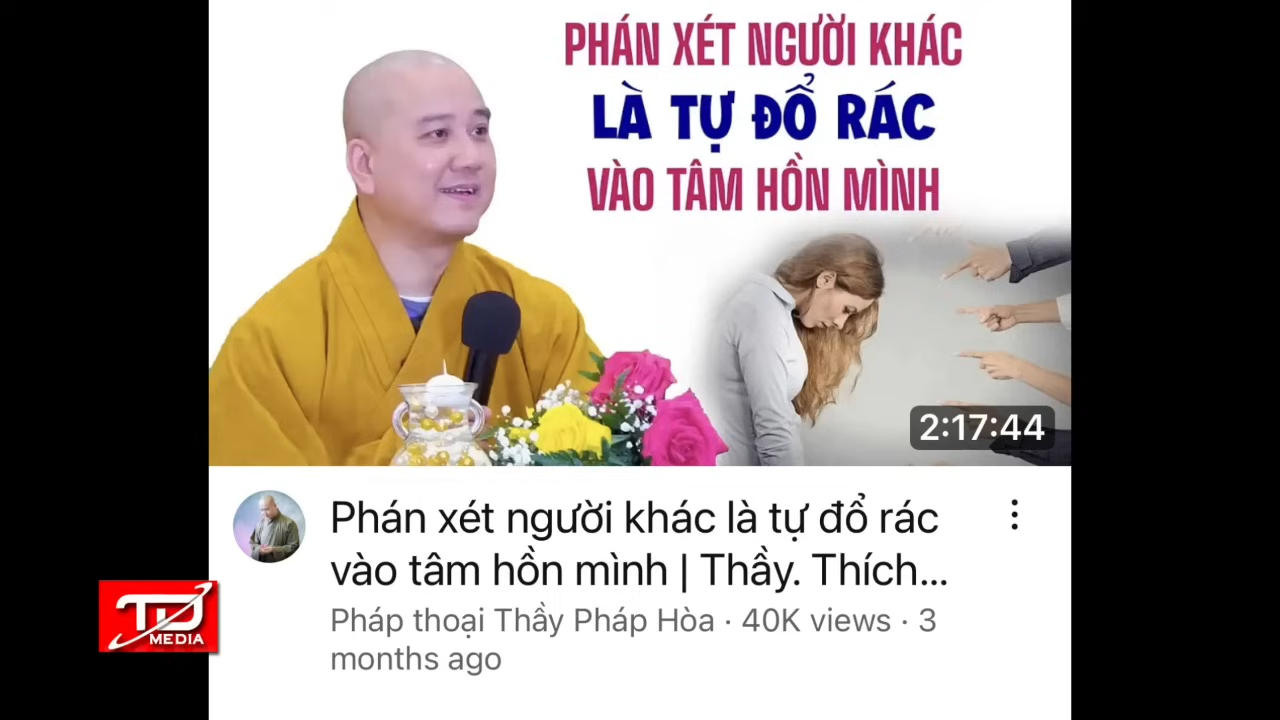 PHÁN XÉT NGƯỜI KHÁC
LÀ TỰ ĐỔ RÁC
VÀO TÂM HỒN MÌNH
2:17:44
Phán xét người khác là tự đổ rác
vào tâm hồn mình | Thầy. Thích...
Pháp thoại Thầy Pháp Hòa · 40K views · 3
months ago
TD
MEDIA